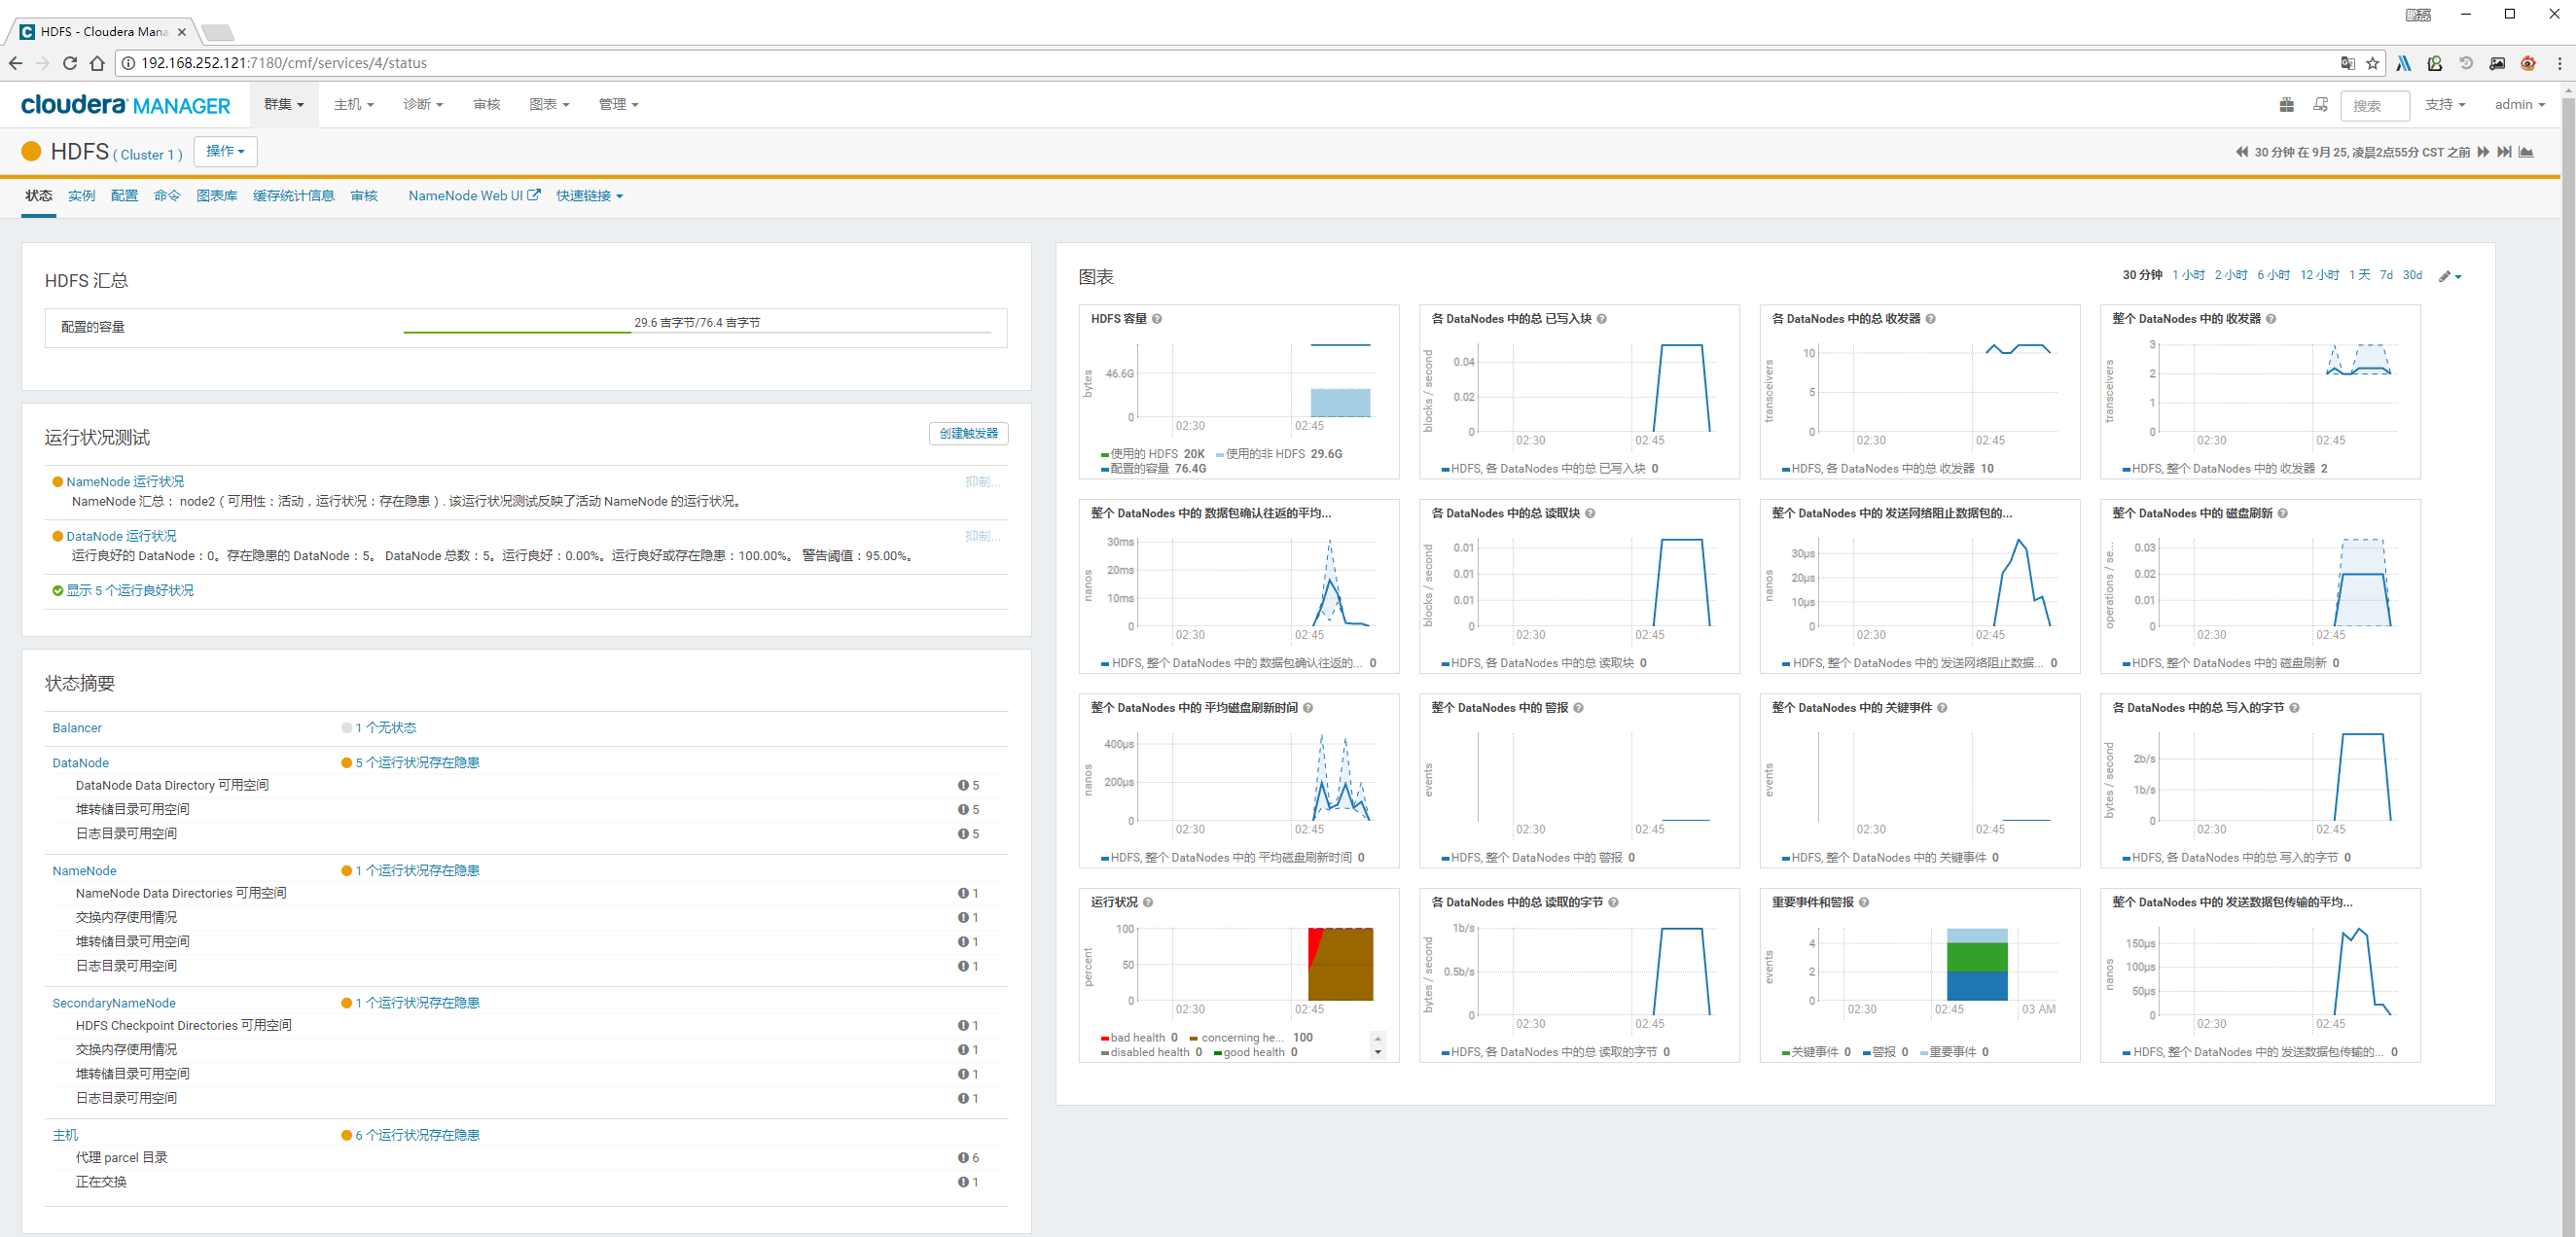 HDFS - Cloudera Mana
192.168.252.121:7180/cmf/services/4/status
cloudera MANAGER 群集 主机 诊断 审核 图表 管理 搜索 支持 admin
HDFS ( Cluster 1 ) 操作 30 分钟 在 9月 25, 凌晨2点55分 CST 之前
状态 实例 配置 命令 图表库 缓存统计信息 审核 NameNode Web UI 快速链接
HDFS 汇总
配置的容量 29.6 吉字节/76.4 吉字节
运行状况测试 创建触发器
NameNode 运行状况 抑制...
NameNode 汇总： node2（可用性：活动，运行状况：存在隐患）. 该运行状况测试反映了活动 NameNode 的运行状况。
DataNode 运行状况 抑制...
运行良好的 DataNode：0。存在隐患的 DataNode：5。 DataNode 总数：5。运行良好：0.00%。运行良好或存在隐患：100.00%。 警告阈值：95.00%。
显示 5 个运行良好状况
状态摘要
Balancer 1 个无状态
DataNode 5 个运行状况存在隐患
DataNode Data Directory 可用空间 5
堆转储目录可用空间 5
日志目录可用空间 5
NameNode 1 个运行状况存在隐患
NameNode Data Directories 可用空间 1
交换内存使用情况 1
堆转储目录可用空间 1
日志目录可用空间 1
SecondaryNameNode 1 个运行状况存在隐患
HDFS Checkpoint Directories 可用空间 1
交换内存使用情况 1
堆转储目录可用空间 1
日志目录可用空间 1
主机 6 个运行状况存在隐患
代理 parcel 目录 6
正在交换 1
图表 30 分钟 1 小时 2 小时 6 小时 12 小时 1 天 7d 30d
HDFS 容量
bytes
46.6G
0
02:30 02:45
使用的 HDFS 20K 使用的非 HDFS 29.6G
配置的容量 76.4G
各 DataNodes 中的总 已写入块
blocks / second
0.04
0.02
0
02:30 02:45
HDFS, 各 DataNodes 中的总 已写入块 0
各 DataNodes 中的总 收发器
transceivers
10
5
0
02:30 02:45
HDFS, 各 DataNodes 中的总 收发器 10
整个 DataNodes 中的 收发器
transceivers
3
2
1
0
02:30 02:45
HDFS, 整个 DataNodes 中的 收发器 2
整个 DataNodes 中的 数据包确认往返的平均...
nanos
30ms
20ms
10ms
0
02:30 02:45
HDFS, 整个 DataNodes 中的 数据包确认往返的... 0
各 DataNodes 中的总 读取块
blocks / second
0.01
0.01
0.01
0
02:30 02:45
HDFS, 各 DataNodes 中的总 读取块 0
整个 DataNodes 中的 发送网络阻止数据包的...
nanos
30μs
20μs
10μs
0
02:30 02:45
HDFS, 整个 DataNodes 中的 发送网络阻止数据... 0
整个 DataNodes 中的 磁盘刷新
operations / se...
0.03
0.02
0.01
0
02:30 02:45
HDFS, 整个 DataNodes 中的 磁盘刷新 0
整个 DataNodes 中的 平均磁盘刷新时间
nanos
400μs
200μs
0
02:30 02:45
HDFS, 整个 DataNodes 中的 平均磁盘刷新时间 0
整个 DataNodes 中的 警报
events
02:30 02:45
HDFS, 整个 DataNodes 中的 警报 0
整个 DataNodes 中的 关键事件
events
02:30 02:45
HDFS, 整个 DataNodes 中的 关键事件 0
各 DataNodes 中的总 写入的字节
bytes / second
2b/s
1b/s
0
02:30 02:45
HDFS, 各 DataNodes 中的总 写入的字节 0
运行状况
percent
100
50
0
02:30 02:45
bad health 0 concerning he... 100
disabled health 0 good health 0
各 DataNodes 中的总 读取的字节
bytes / second
1b/s
0.5b/s
0
02:30 02:45
HDFS, 各 DataNodes 中的总 读取的字节 0
重要事件和警报
events
4
2
0
02:30 02:45 03 AM
关键事件 0 警报 0 重要事件 0
整个 DataNodes 中的 发送数据包传输的平均...
nanos
150μs
100μs
50μs
0
02:30 02:45
HDFS, 整个 DataNodes 中的 发送数据包传输的... 0